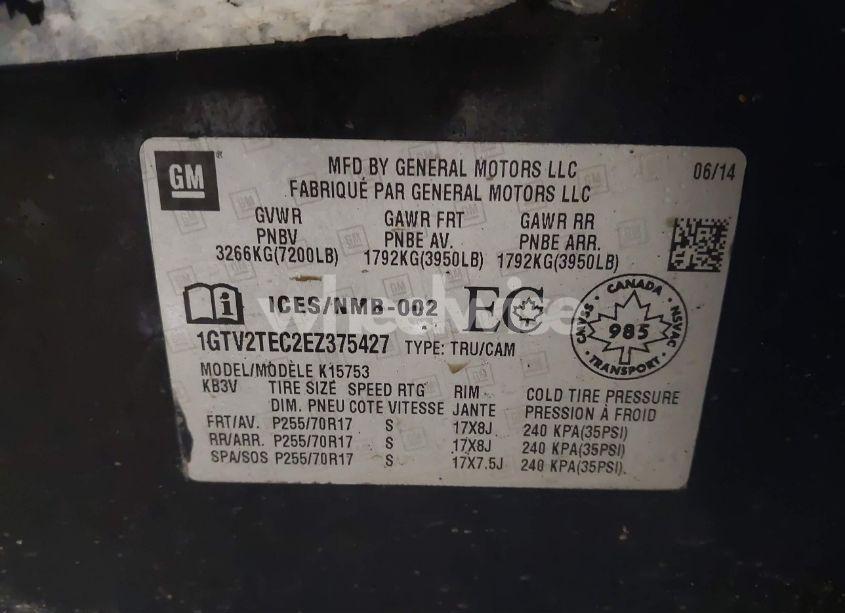 GM
MFD BY GENERAL MOTORS LLC
FABRIQUÉ PAR GENERAL MOTORS LLC
06/14
GVWR GAWR FRT GAWR RR
PNBV PNBE AV. PNBE ARR.
3266KG(7200LB) 1792KG(3950LB) 1792KG(3950LB)
i ICES/NMB-002 EC
CANADA
CMVSS 985 NSVAC
TRANSPORT
wheelwise
1GTV2TEC2EZ375427 TYPE: TRU/CAM
MODEL/MODÈLE K15753
KB3V TIRE SIZE SPEED RTG RIM COLD TIRE PRESSURE
DIM. PNEU COTE VITESSE JANTE PRESSION À FROID
FRT/AV. P255/70R17 S 17X8J 240 KPA(35PSI)
RR/ARR. P255/70R17 S 17X8J 240 KPA(35PSI)
SPA/SOS P255/70R17 S 17X7.5J 240 KPA(35PSI).